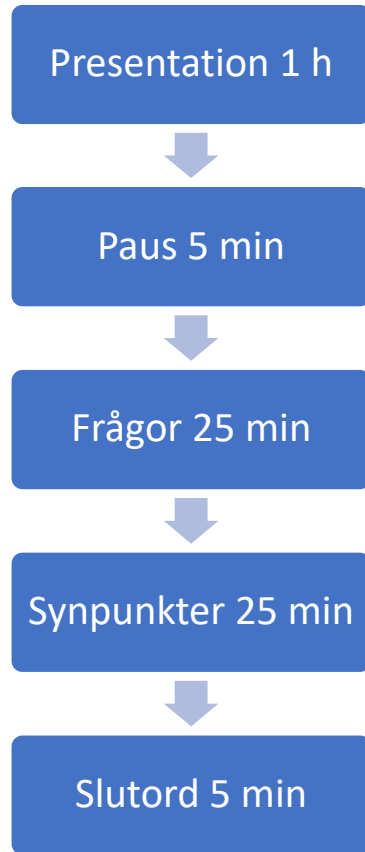 Presentation 1 h
Paus 5 min
Frågor 25 min
Synpunkter 25 min
Slutord 5 min